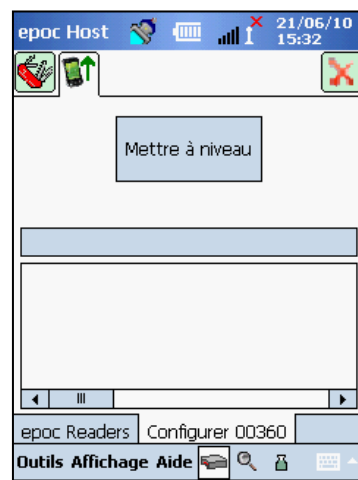 epoc Host 21/06/10
15:32
Mettre à niveau
epoc Readers Configurer 00360
Outils Affichage Aide